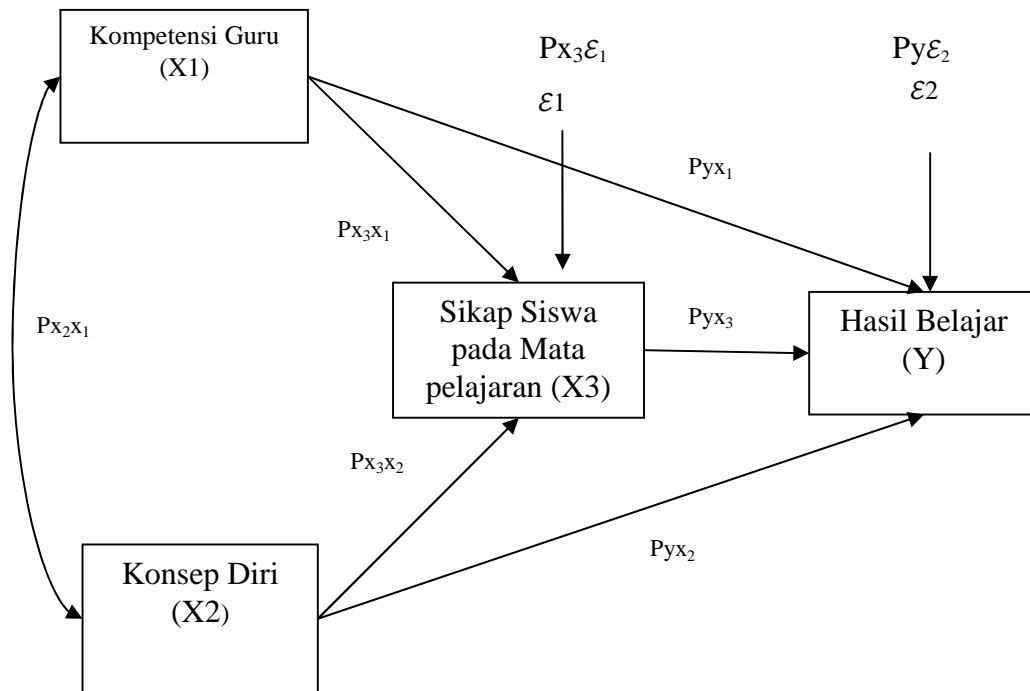 Kompetensi Guru
(X1)
Px₃ε₁
ε1
Pyε₂
ε2
Pyx₁
Px₃x₁
Px₂x₁
Sikap Siswa
pada Mata
pelajaran (X3)
Pyx₃
Hasil Belajar
(Y)
Px₃x₂
Pyx₂
Konsep Diri
(X2)